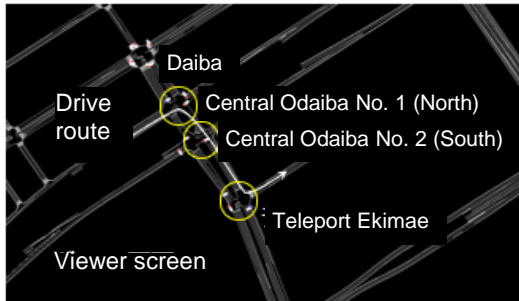 Daiba
Drive
route
Central Odaiba No. 1 (North)
Central Odaiba No. 2 (South)
Teleport Ekimae
Viewer screen